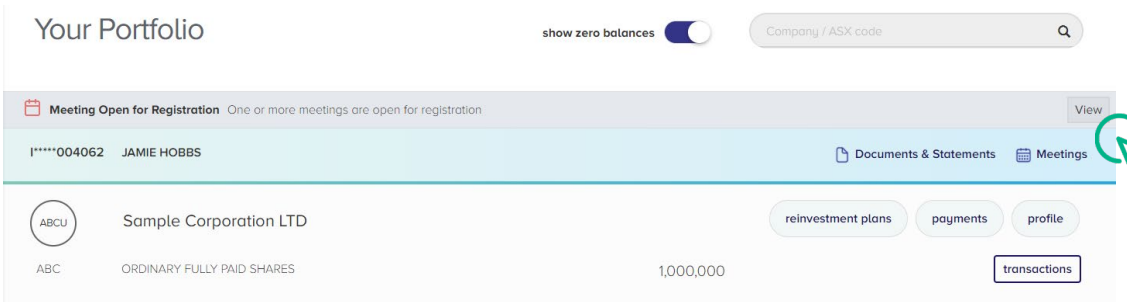 Your Portfolio show zero balances Company / ASX code
Meeting Open for Registration One or more meetings are open for registration View
I*****004062 JAMIE HOBBS Documents & Statements Meetings
ABCU Sample Corporation LTD reinvestment plans payments profile
ABC ORDINARY FULLY PAID SHARES 1,000,000 transactions